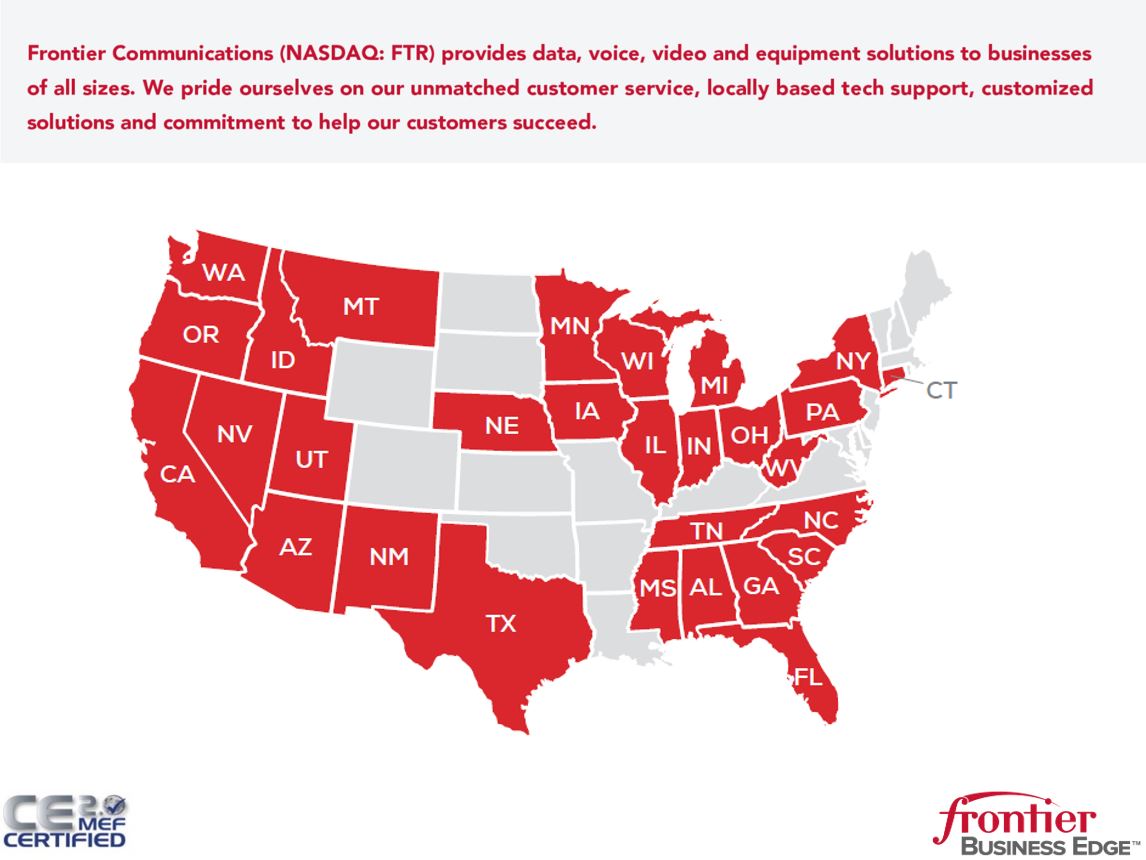 Frontier Communications (NASDAQ: FTR) provides data, voice, video and equipment solutions to businesses
of all sizes. We pride ourselves on our unmatched customer service, locally based tech support, customized
solutions and commitment to help our customers succeed.
WA
MT
OR
ID
MN
WI
MI
NY
CT
NE
IA
PA
NV
UT
IL
IN
OH
WV
CA
AZ
NM
TN
NC
SC
MS
AL
GA
TX
FL
CE 2.0
MEF
CERTIFIED
frontier
BUSINESS EDGE™